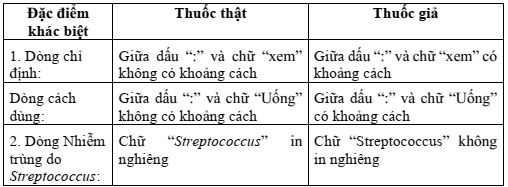 Đặc điểm Thuốc thật Thuốc giả
khác biệt
1. Dòng chỉ Giữa dấu “:” và chữ “xem” Giữa dấu “:” và chữ “xem” có
định: không có khoảng cách khoảng cách
Dòng cách Giữa dấu “:” và chữ “Uống” Giữa dấu “:” và chữ “Uống”
dùng: không có khoảng cách có khoảng cách
2. Dòng Nhiễm Chữ “Streptococcus” in Chữ “Streptococcus” không
trùng do nghiêng in nghiêng
Streptococcus: